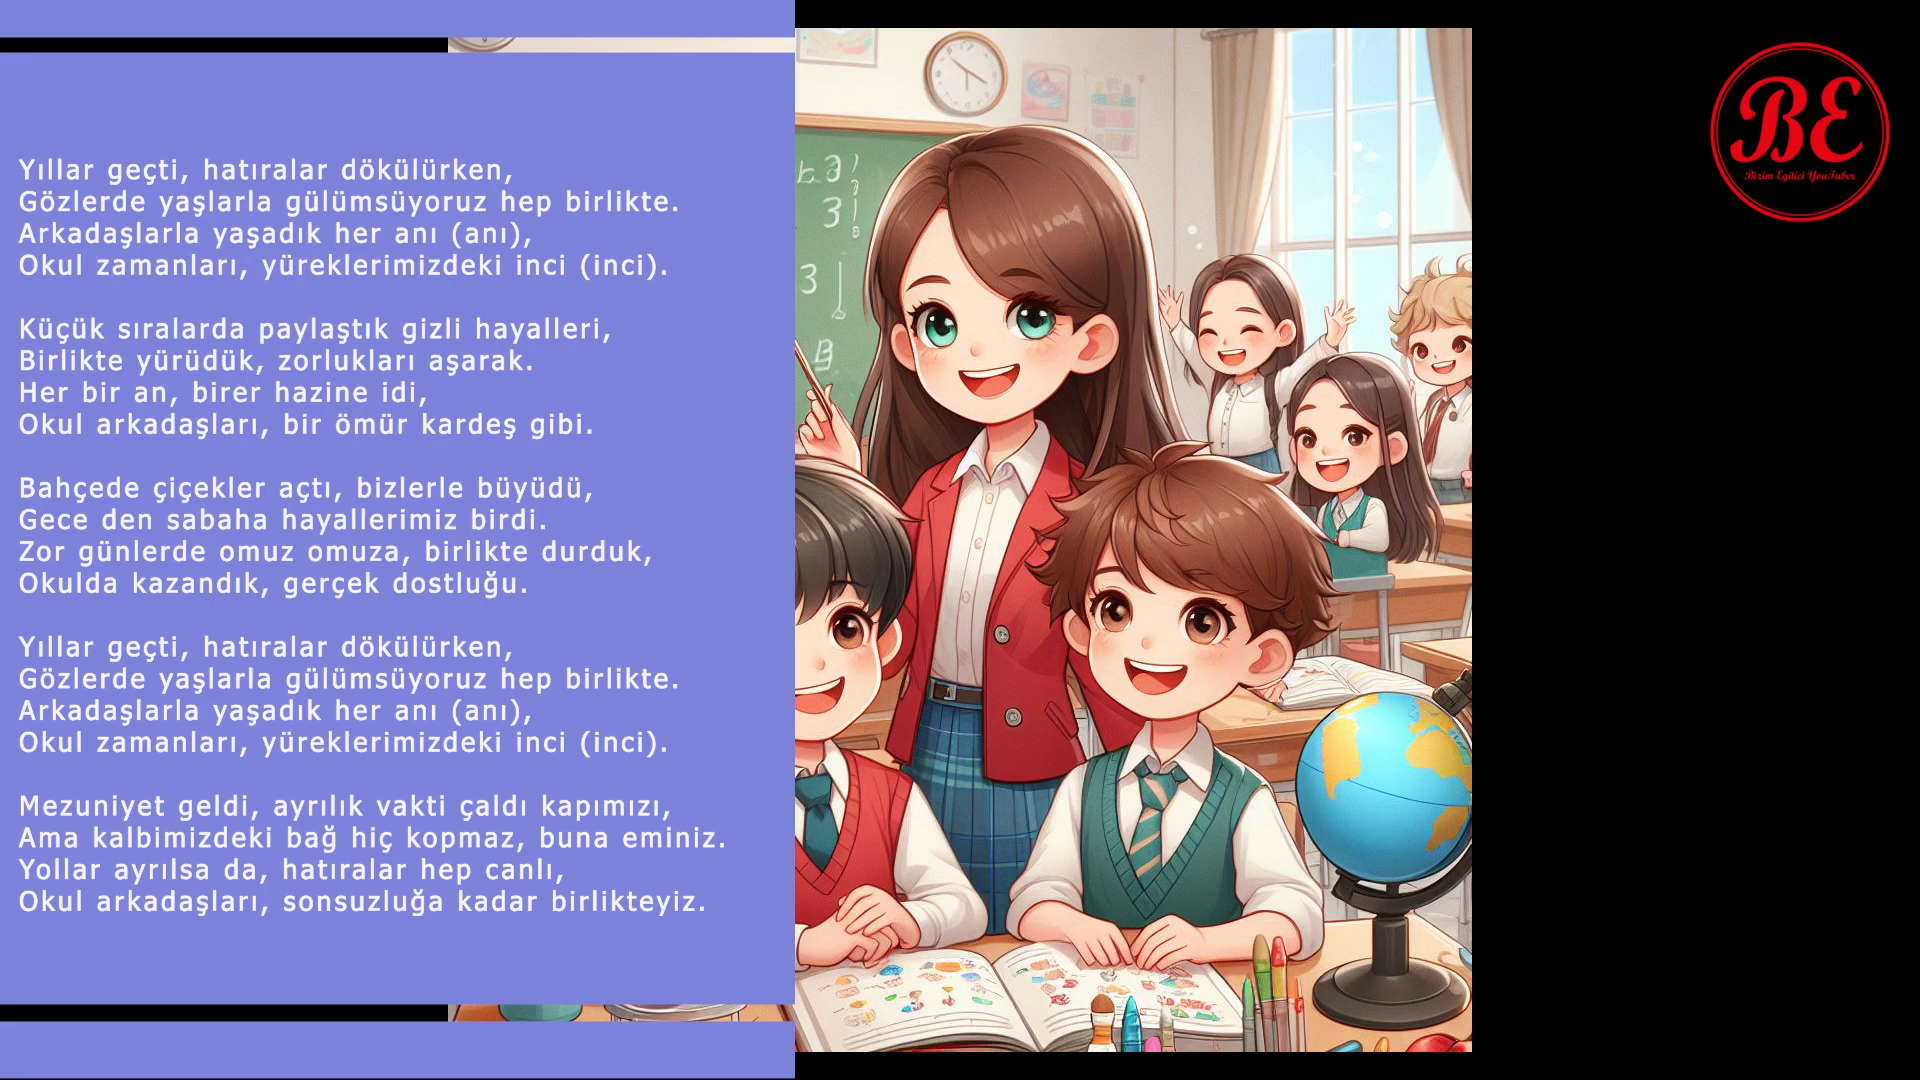 Yıllar geçti, hatıralar dökülürken,
Gözlerde yaşlarla gülümsüyoruz hep birlikte.
Arkadaşlarla yaşadık her anı (anı),
Okul zamanları, yüreklerimizdeki inci (inci).
Küçük sıralarda paylaştık gizli hayalleri,
Birlikte yürüdük, zorlukları aşarak.
Her bir an, birer hazine idi,
Okul arkadaşları, bir ömür kardeş gibi.
Bahçede çiçekler açtı, bizlerle büyüdü,
Gece den sabaha hayallerimiz birdi.
Zor günlerde omuz omuza, birlikte durduk,
Okulda kazandık, gerçek dostluğu.
Yıllar geçti, hatıralar dökülürken,
Gözlerde yaşlarla gülümsüyoruz hep birlikte.
Arkadaşlarla yaşadık her anı (anı),
Okul zamanları, yüreklerimizdeki inci (inci).
Mezuniyet geldi, ayrılık vakti çaldı kapımızı,
Ama kalbimizdeki bağ hiç kopmaz, buna eminiz.
Yollar ayrılsa da, hatıralar hep canlı,
Okul arkadaşları, sonsuzluğa kadar birlikteyiz.
BE
Bizim Egitici YouTuber